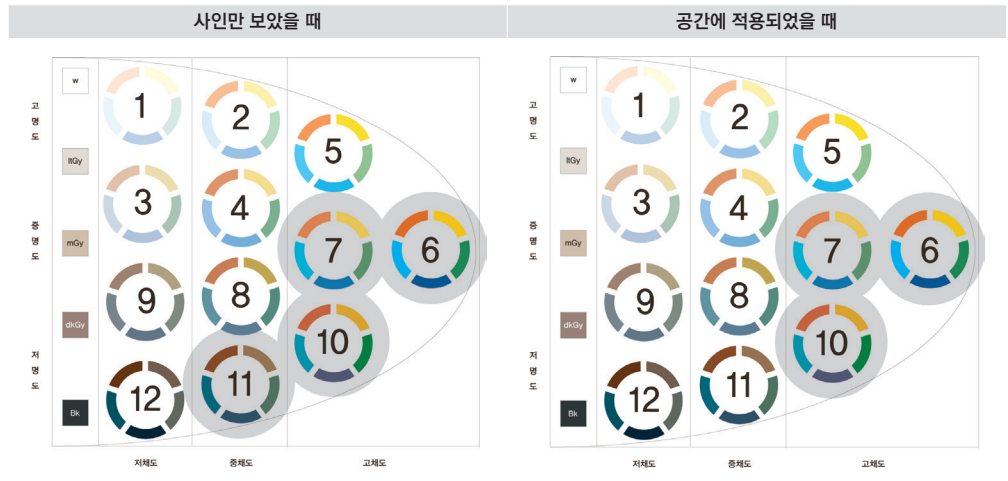 사인만 보았을 때
공간에 적용되었을 때
고명도
중명도
저명도
w
ltGy
mGy
dkGy
Bk
1
2
3
4
5
6
7
8
9
10
11
12
저채도
중채도
고채도
고명도
중명도
저명도
w
ltGy
mGy
dkGy
Bk
1
2
3
4
5
6
7
8
9
10
11
12
저채도
중채도
고채도